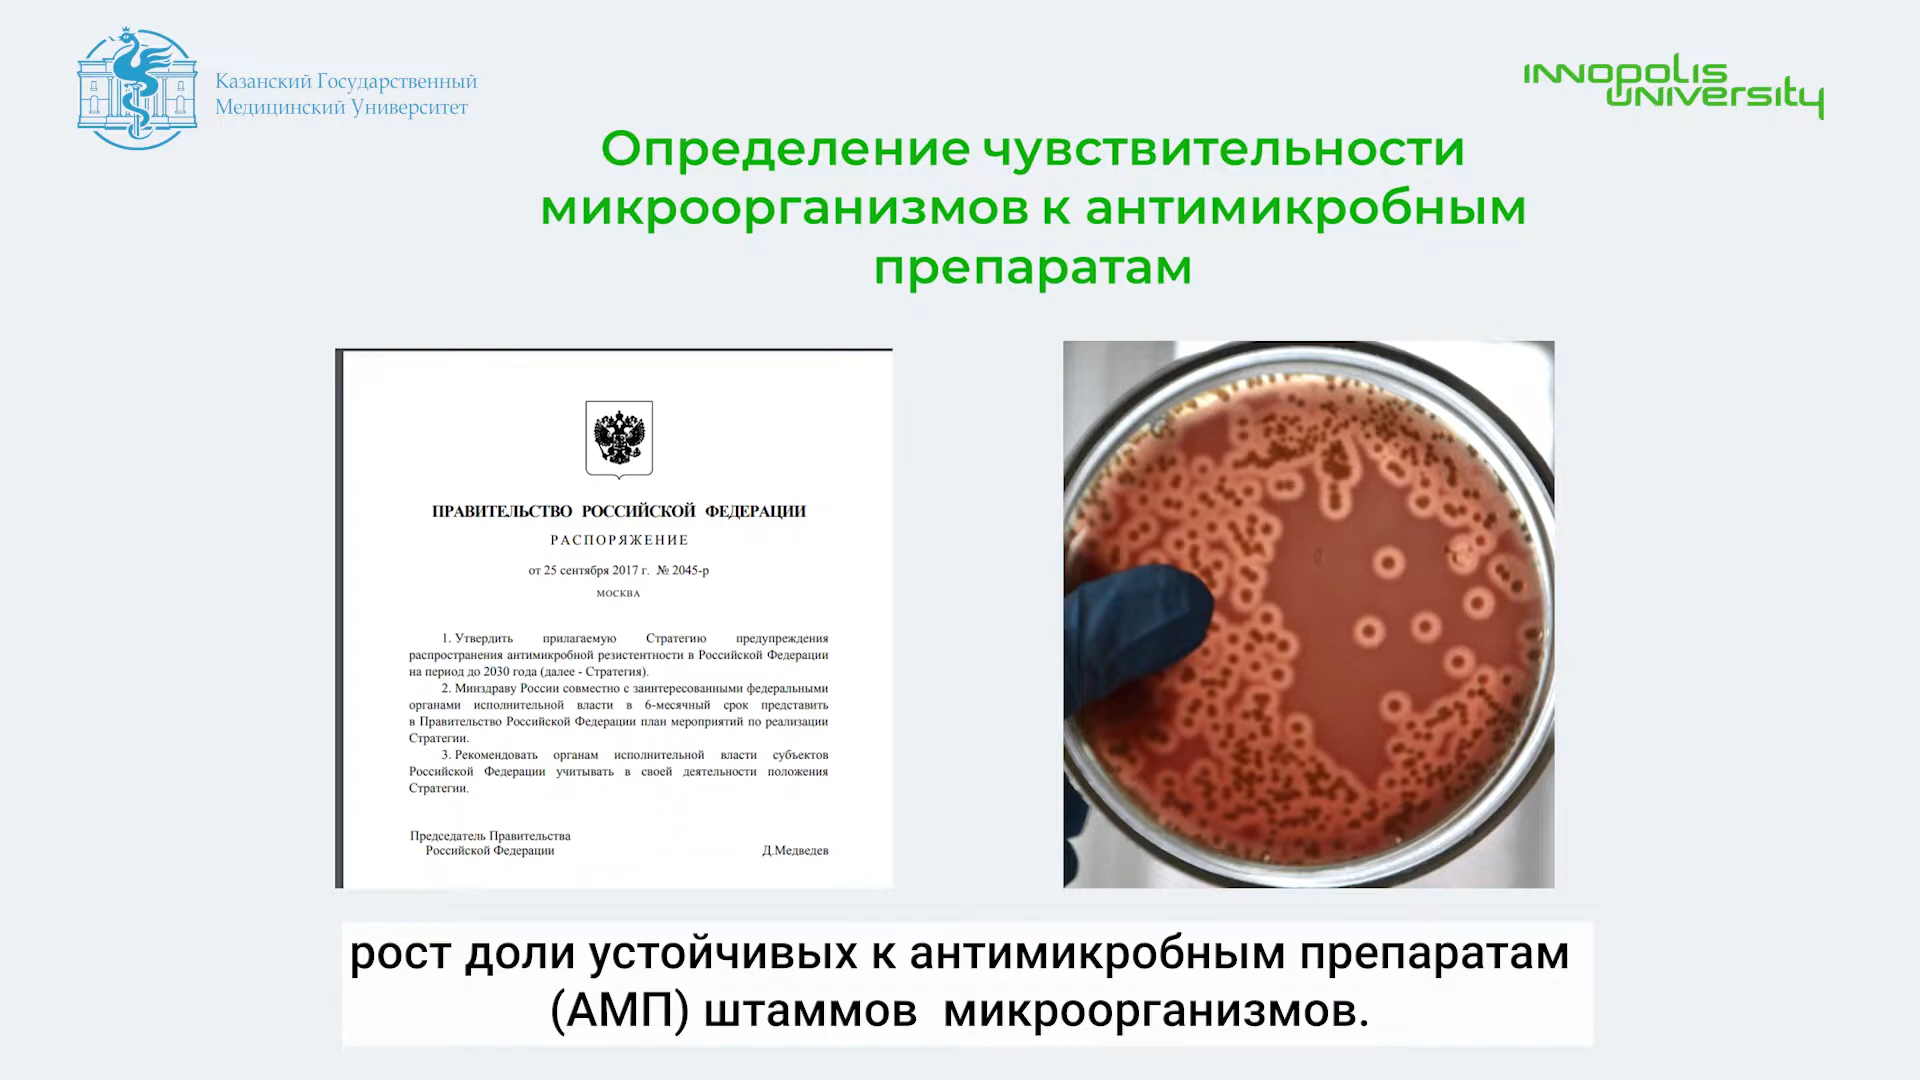 Казанский Государственный
Медицинский Университет
INNOPOLIS
UNIVERSITY
Определение чувствительности
микроорганизмов к антимикробным
препаратам
ПРАВИТЕЛЬСТВО РОССИЙСКОЙ ФЕДЕРАЦИИ
РАСПОРЯЖЕНИЕ
от 25 сентября 2017 г. № 2045-р
МОСКВА
1. Утвердить прилагаемую Стратегию предупреждения
распространения антимикробной резистентности в Российской Федерации
на период до 2030 года (далее - Стратегия).
2. Минздраву России совместно с заинтересованными федеральными
органами исполнительной власти в 6-месячный срок представить
в Правительство Российской Федерации план мероприятий по реализации
Стратегии.
3. Рекомендовать органам исполнительной власти субъектов
Российской Федерации учитывать в своей деятельности положения
Стратегии.
Председатель Правительства
Российской Федерации Д.Медведев
рост доли устойчивых к антимикробным препаратам
(АМП) штаммов микроорганизмов.